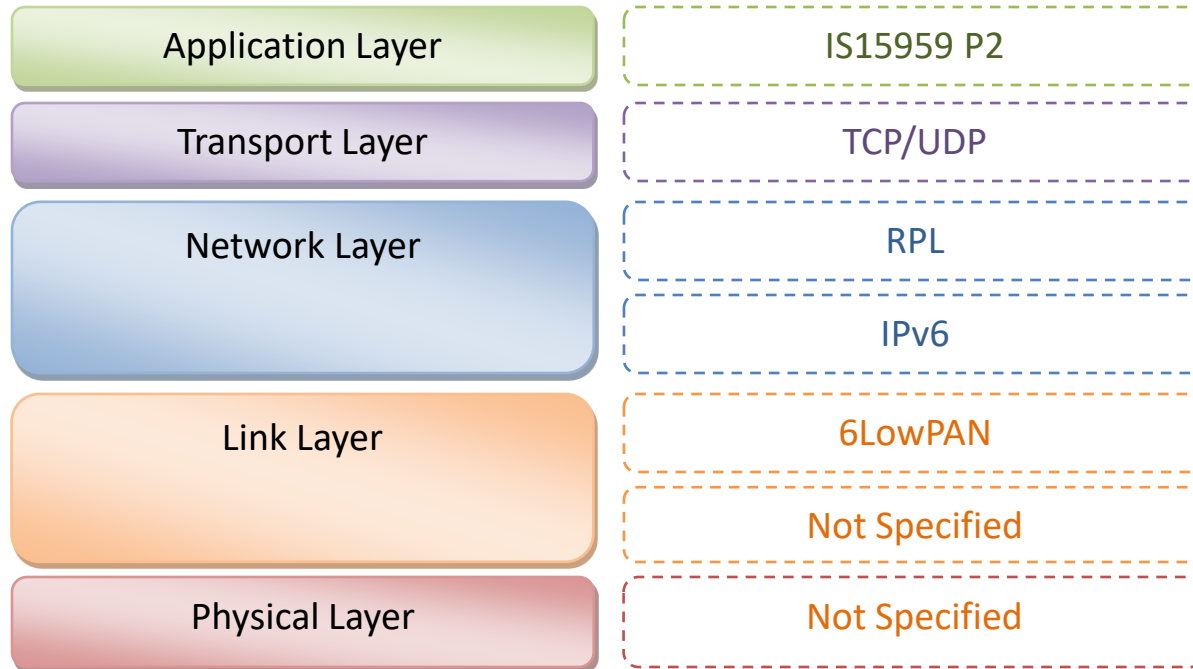 Application Layer
IS15959 P2
Transport Layer
TCP/UDP
Network Layer
RPL
IPv6
Link Layer
6LowPAN
Not Specified
Physical Layer
Not Specified